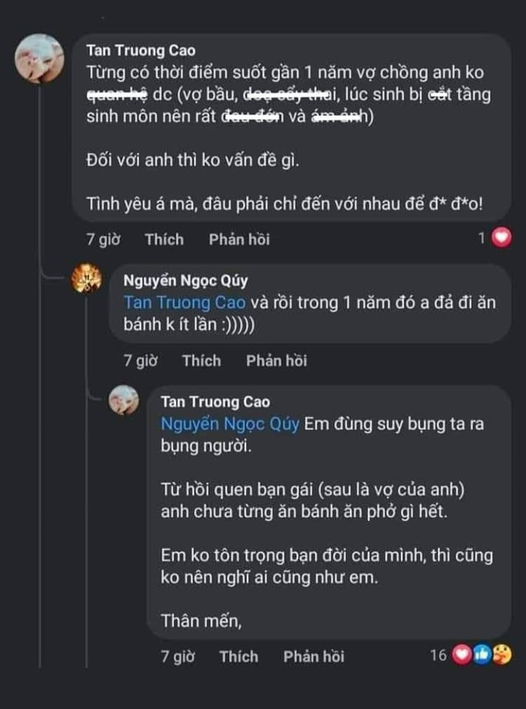 Tan Truong Cao
Từng có thời điểm suốt gần 1 năm vợ chồng anh ko
quan hệ dc (vợ bầu, doạ sẩy thai, lúc sinh bị cắt tầng
sinh môn nên rất đau đớn và ám ảnh)
Đối với anh thì ko vấn đề gì.
Tình yêu á mà, đâu phải chỉ đến với nhau để đ* đ*o!
7 giờ Thích Phản hồi 1
Nguyển Ngọc Qúy
Tan Truong Cao và rồi trong 1 năm đó a đả đi ăn
bánh k ít lần :)))))
7 giờ Thích Phản hồi
Tan Truong Cao
Nguyển Ngọc Qúy Em đùng suy bụng ta ra
bụng người.
Từ hồi quen bạn gái (sau là vợ của anh)
anh chưa từng ăn bánh ăn phở gì hết.
Em ko tôn trọng bạn đời của mình, thì cũng
ko nên nghĩ ai cũng như em.
Thân mến,
7 giờ Thích Phản hồi 16